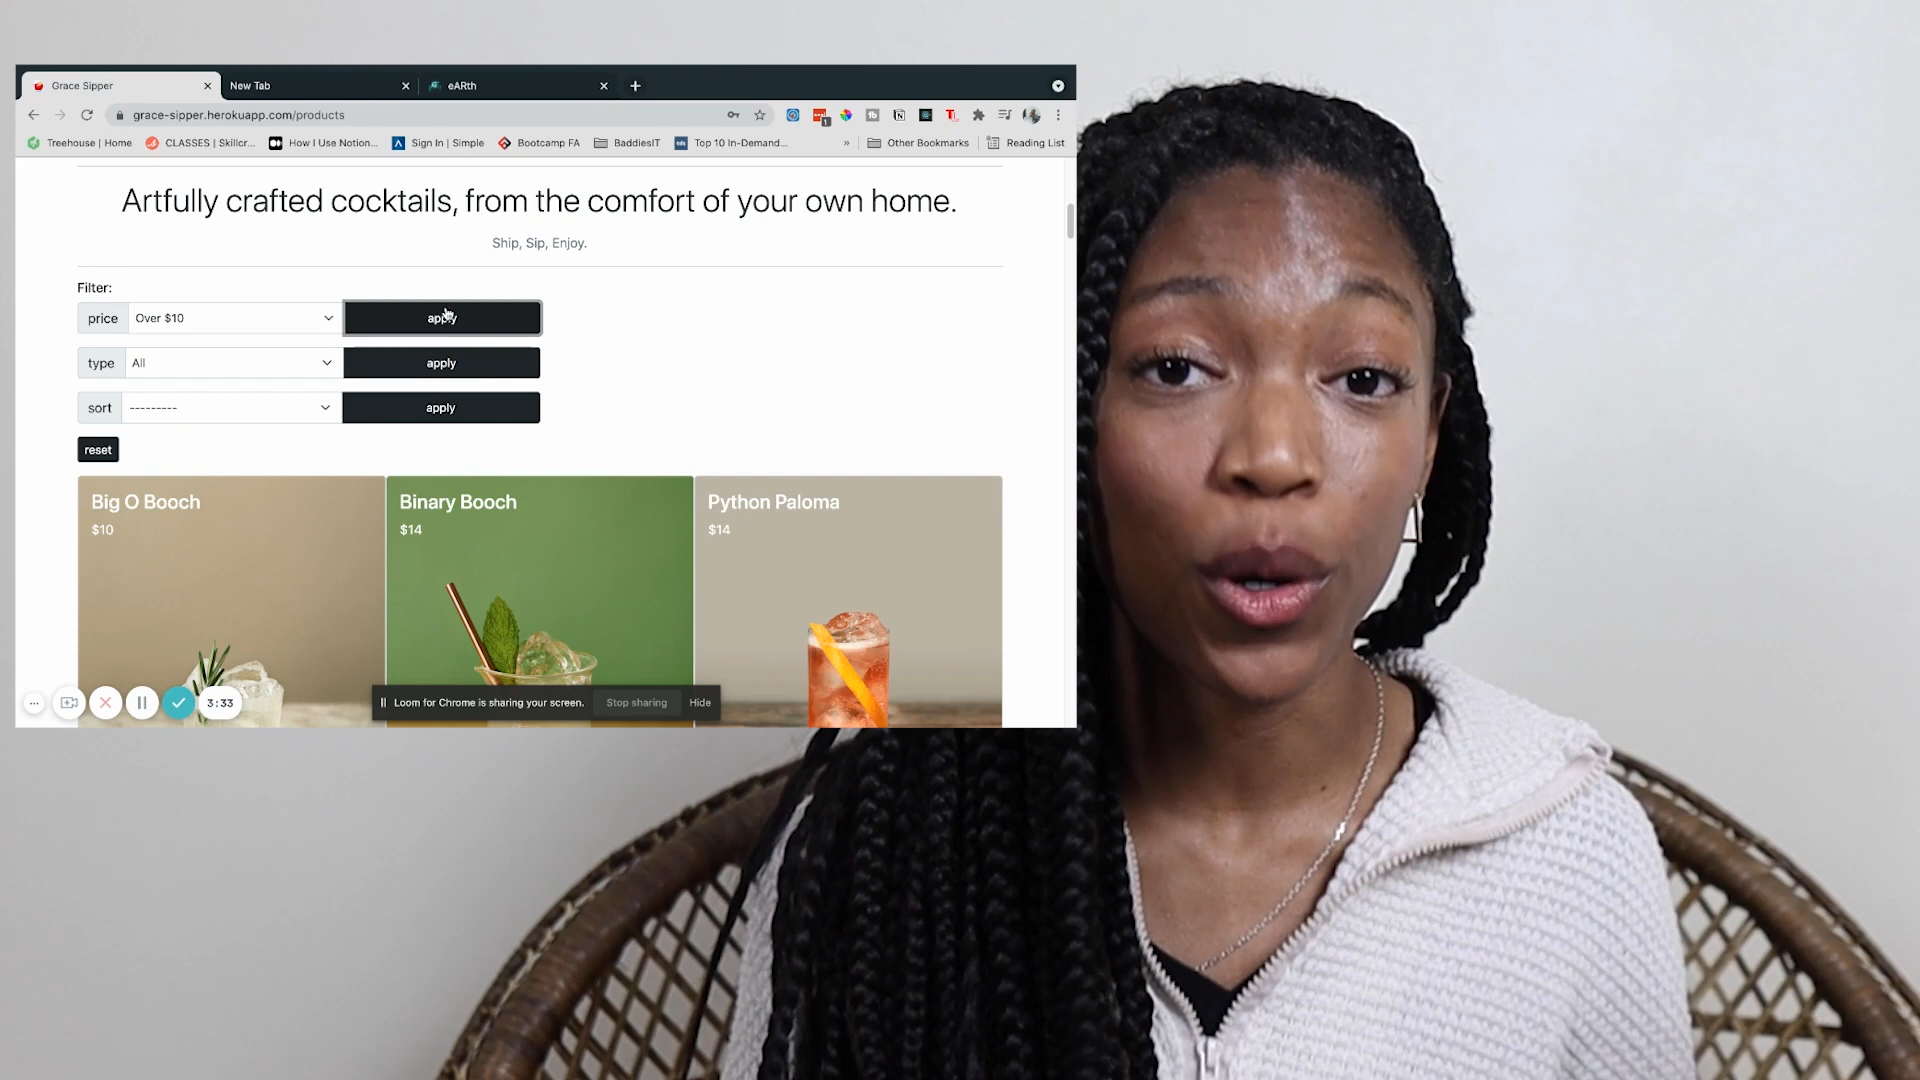 Grace Sipper
New Tab
eARth
grace-sipper.herokuapp.com/products
1
Treehouse | Home
CLASSES | Skillcr...
How I Use Notion...
Sign In | Simple
Bootcamp FA
BaddiesIT
Top 10 In-Demand...
»
Other Bookmarks
Reading List
Artfully crafted cocktails, from the comfort of your own home.
Ship, Sip, Enjoy.
Filter:
price Over $10 apply
type All apply
sort --------- apply
reset
Big O Booch
$10
Binary Booch
$14
Python Paloma
$14
3:33
Loom for Chrome is sharing your screen. Stop sharing Hide